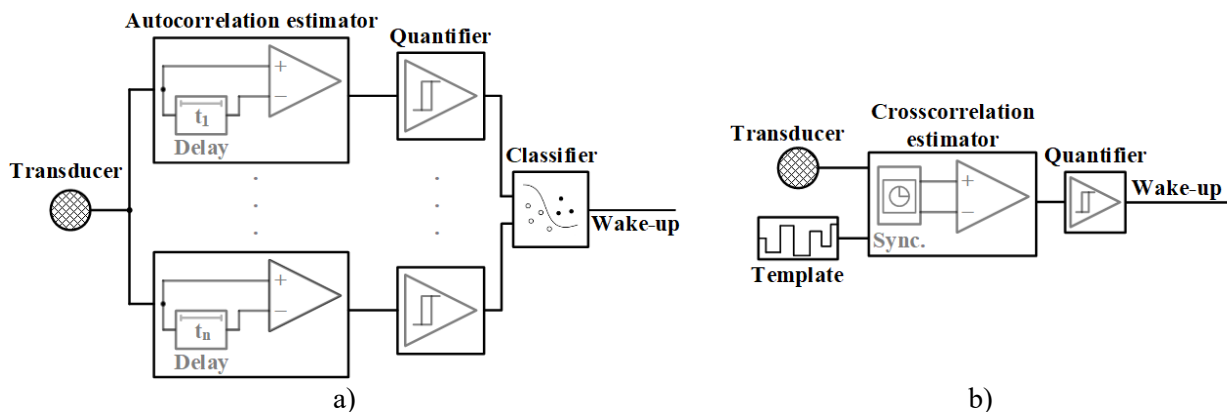 Autocorrelation estimator
Quantifier
+
−
t1
Delay
Transducer
Classifier
Wake-up
+
−
tn
Delay
a)
Crosscorrelation
estimator
Transducer
Quantifier
+
−
Wake-up
Sync.
Template
b)